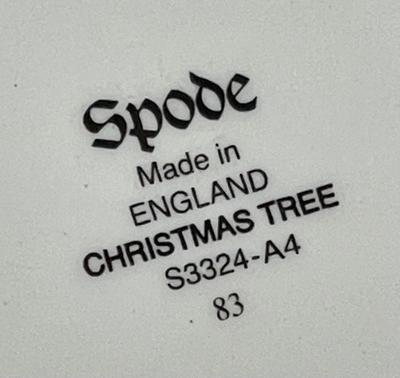 Spode
Made in
ENGLAND
CHRISTMAS TREE
S3324-A4
83